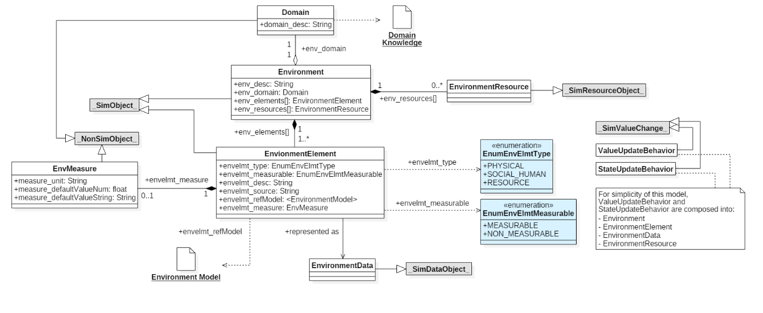 Domain
+domain_desc: String
Domain
Knowledge
1
1
+env_domain
Environment
+env_desc: String
+env_domain: Domain
+env_elements[]: EnvironmentElement
+env_resources[]: EnvironmentResource
1
0..*
+env_resources[]
EnvironmentResource
_SimResourceObject_
_SimObject_
_NonSimObject_
+env_elements[]
1
1..*
_SimValueChange_
ValueUpdateBehavior
StateUpdateBehavior
EnvMeasure
+measure_unit: String
+measure_defaultValueNum: float
+measure_defaultValueString: String
+envelmt_measure
0..1
1
EnvionmentElement
+envelmt_type: EnumEnvElmtType
+envelmt_measurable: EnumEnvElmtMeasurable
+envelmt_desc: String
+envelmt_source: String
+envelmt_refModel: <EnvironmentModel>
+envelmt_measure: EnvMeasure
+envelmt_type
«enumeration»
EnumEnvElmtType
+PHYSICAL
+SOCIAL_HUMAN
+RESOURCE
+envelmt_measurable
«enumeration»
EnumEnvElmtMeasurable
+MEASURABLE
+NON_MEASURABLE
For simplicity of this model,
ValueUpdateBehavior and
StateUpdateBehavior are composed into:
- Environment
- EnvironmentElement
- EnvironmentData
- EnvironmentResource
+envelmt_refModel
+represented as
Environment Model
EnvironmentData
_SimDataObject_